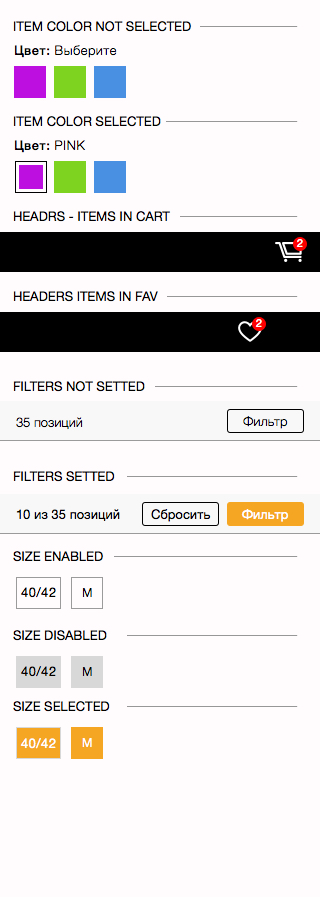 ITEM COLOR NOT SELECTED
Цвет: Выберите
ITEM COLOR SELECTED
Цвет: PINK
HEADRS - ITEMS IN CART
2
HEADERS ITEMS IN FAV
2
FILTERS NOT SETTED
35 позиций Фильтр
FILTERS SETTED
10 из 35 позиций Сбросить Фильтр
SIZE ENABLED
40/42 M
SIZE DISABLED
40/42 M
SIZE SELECTED
40/42 M